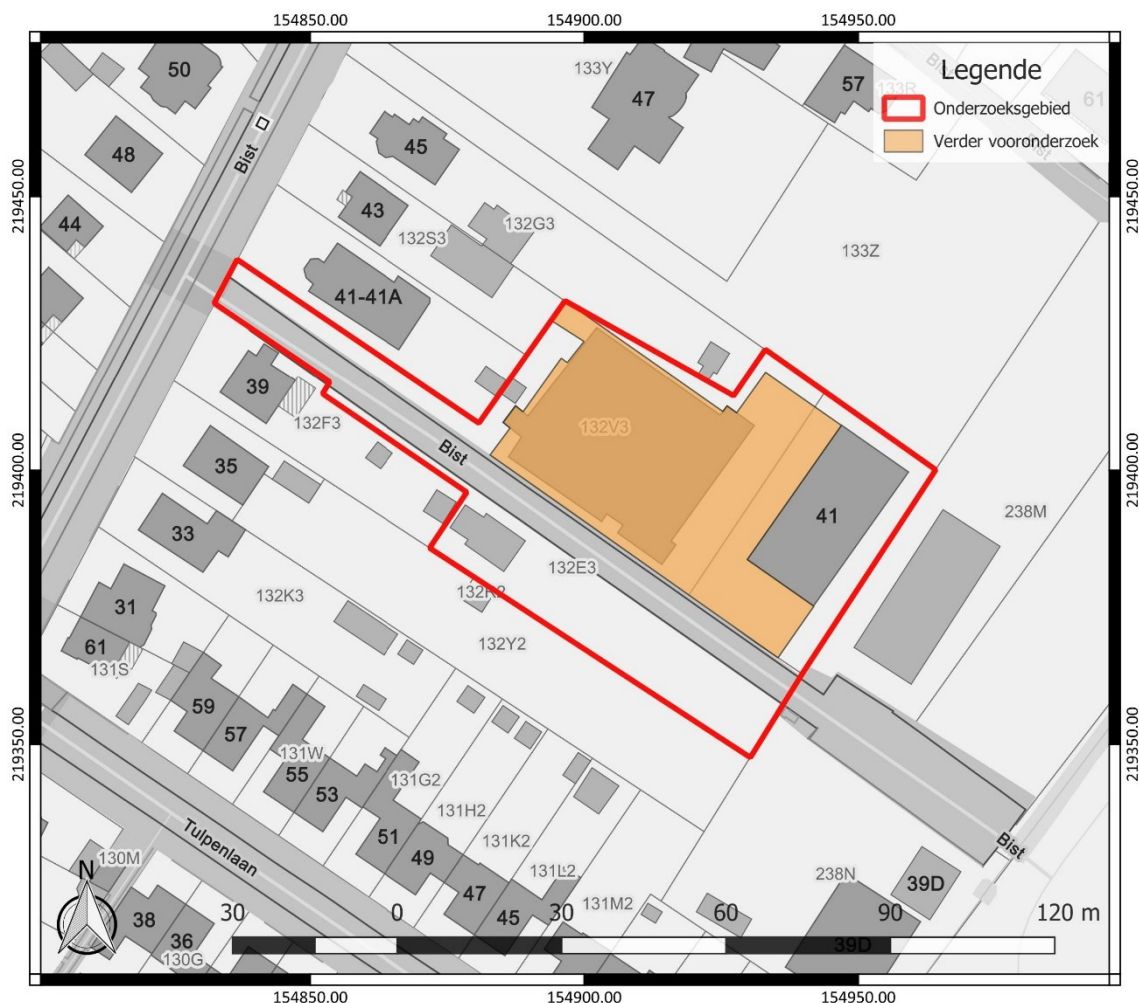 154850.00
154900.00
154950.00
Legende
Onderzoeksgebied
Verder vooronderzoek
219450.00
219400.00
219350.00
219450.00
219400.00
219350.00
50
133Y
47
57
133R
61
Bist
Bist
Bist
45
48
43
132S3
132G3
44
133Z
41-41A
39
132F3
132V3
Bist
35
41
238M
33
132E3
132R2
132K3
132Y2
31
61
131S
59
57
131W
55
53
131G2
131H2
51
131K2
49
131L2
47
45
131M2
Tulpenlaan
130M
38
36
130G
Bist
238N
39D
39D
N
30
0
30
60
90
120 m
154850.00
154900.00
154950.00